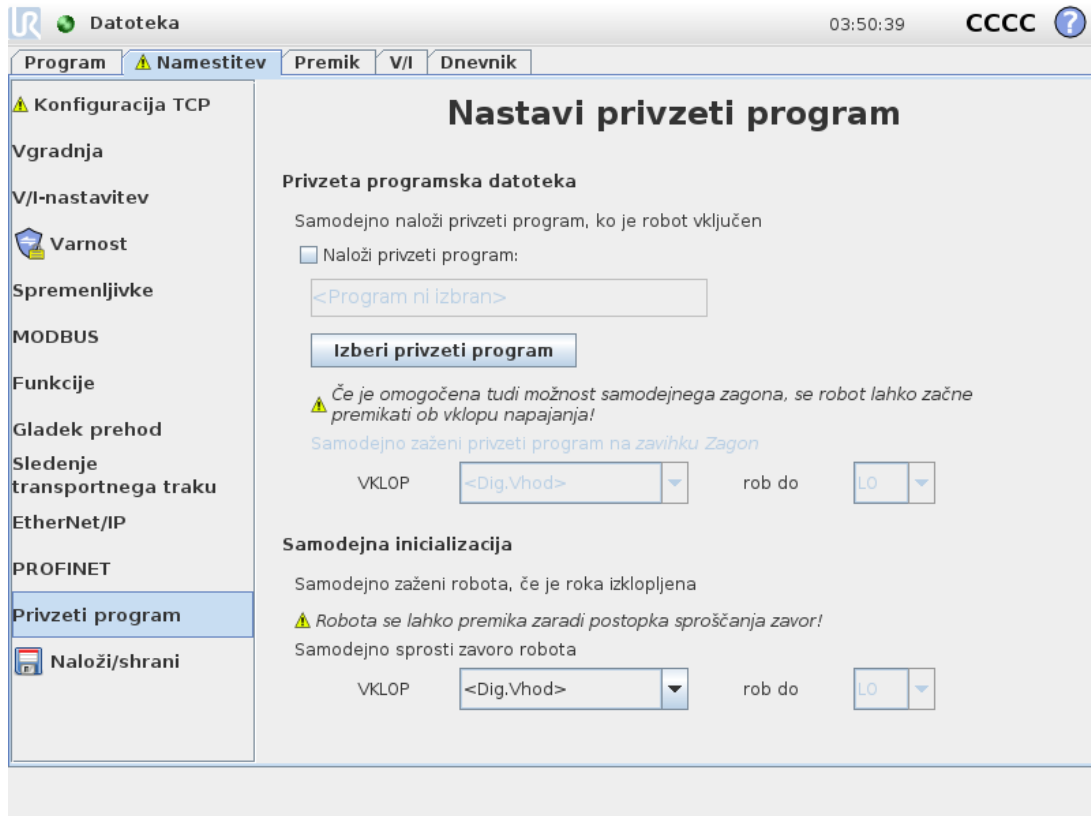 UR Datoteka 03:50:39 CCCC ?
Program Namestitev Premik V/I Dnevnik
Konfiguracija TCP
Vgradnja
V/I-nastavitev
Varnost
Spremenljivke
MODBUS
Funkcije
Gladek prehod
Sledenje
transportnega traku
EtherNet/IP
PROFINET
Privzeti program
Naloži/shrani
Nastavi privzeti program
Privzeta programska datoteka
Samodejno naloži privzeti program, ko je robot vključen
Naloži privzeti program:
<Program ni izbran>
Izberi privzeti program
Če je omogočena tudi možnost samodejnega zagona, se robot lahko začne
premikati ob vklopu napajanja!
Samodejno zaženi privzeti program na zavihku Zagon
VKLOP <Dig.Vhod> rob do LO
Samodejna inicializacija
Samodejno zaženi robota, če je roka izklopljena
Robota se lahko premika zaradi postopka sproščanja zavor!
Samodejno sprosti zavoro robota
VKLOP <Dig.Vhod> rob do LO